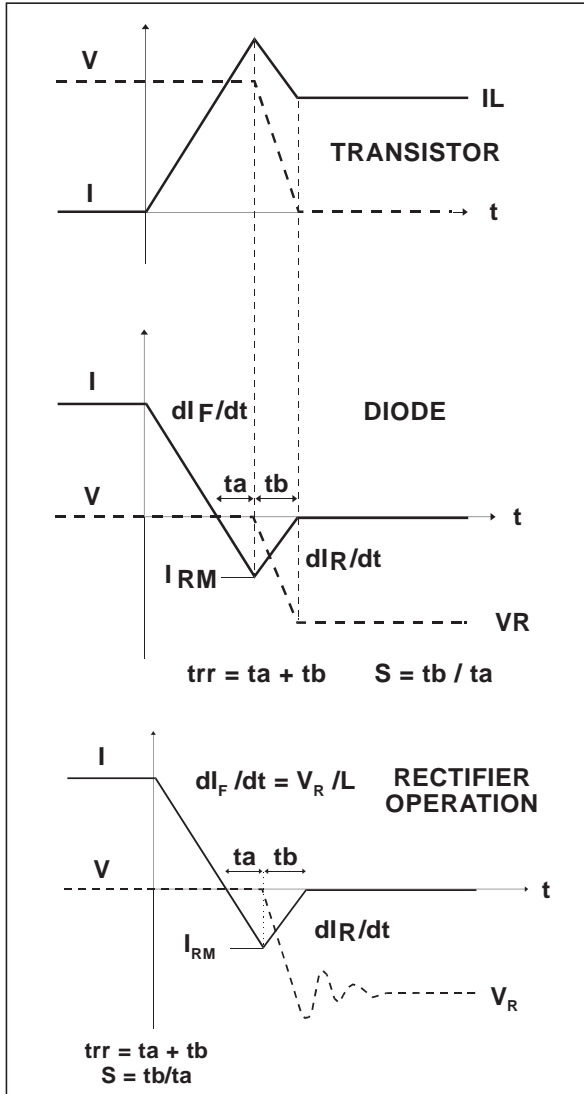 V
IL
TRANSISTOR
I
t
I
dIF/dt
DIODE
ta tb
V
t
IRM
dIR/dt
VR
trr = ta + tb S = tb / ta
I
dIF/dt = VR/L
RECTIFIER
OPERATION
ta tb
V
t
IRM
dIR/dt
VR
trr = ta + tb
S = tb/ta